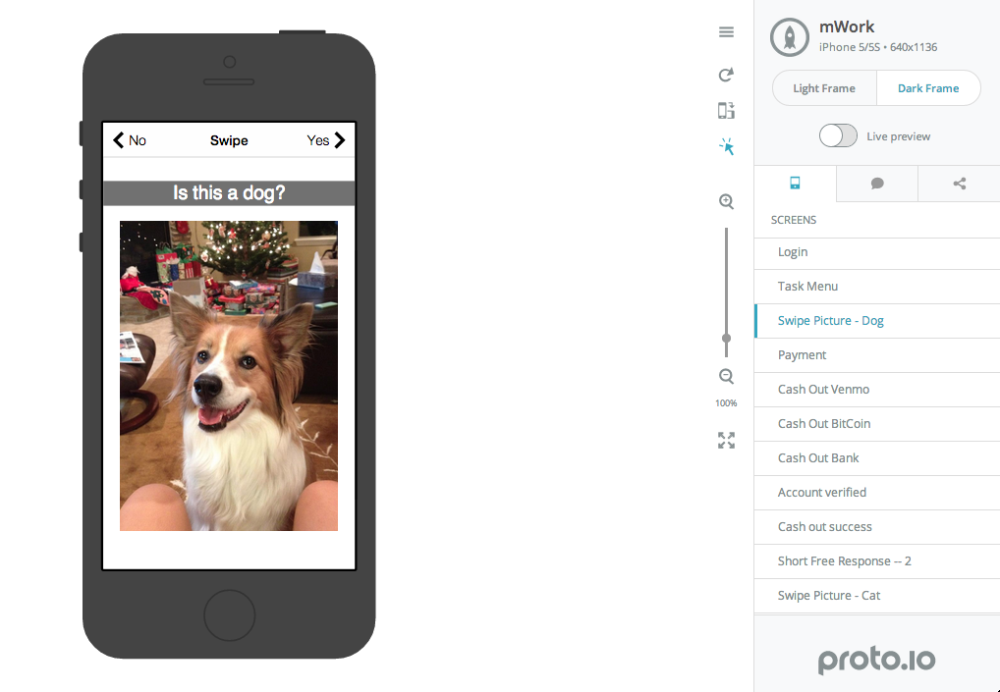 No Swipe Yes
Is this a dog?
100%
mWork
iPhone 5/5S • 640x1136
Light Frame Dark Frame
Live preview
SCREENS
Login
Task Menu
Swipe Picture - Dog
Payment
Cash Out Venmo
Cash Out BitCoin
Cash Out Bank
Account verified
Cash out success
Short Free Response -- 2
Swipe Picture - Cat
proto.io